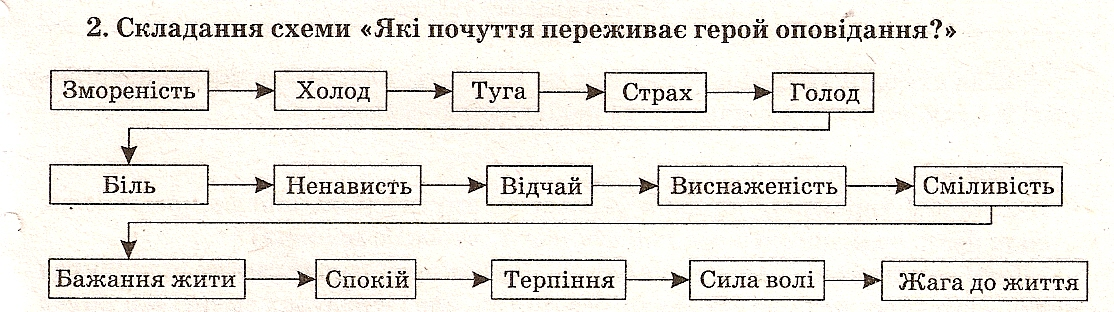 2. Складання схеми «Які почуття переживає герой оповідання?»
Змореність Холод Туга Страх Голод
Біль Ненависть Відчай Виснаженість Сміливість
Бажання жити Спокій Терпіння Сила волі Жага до життя